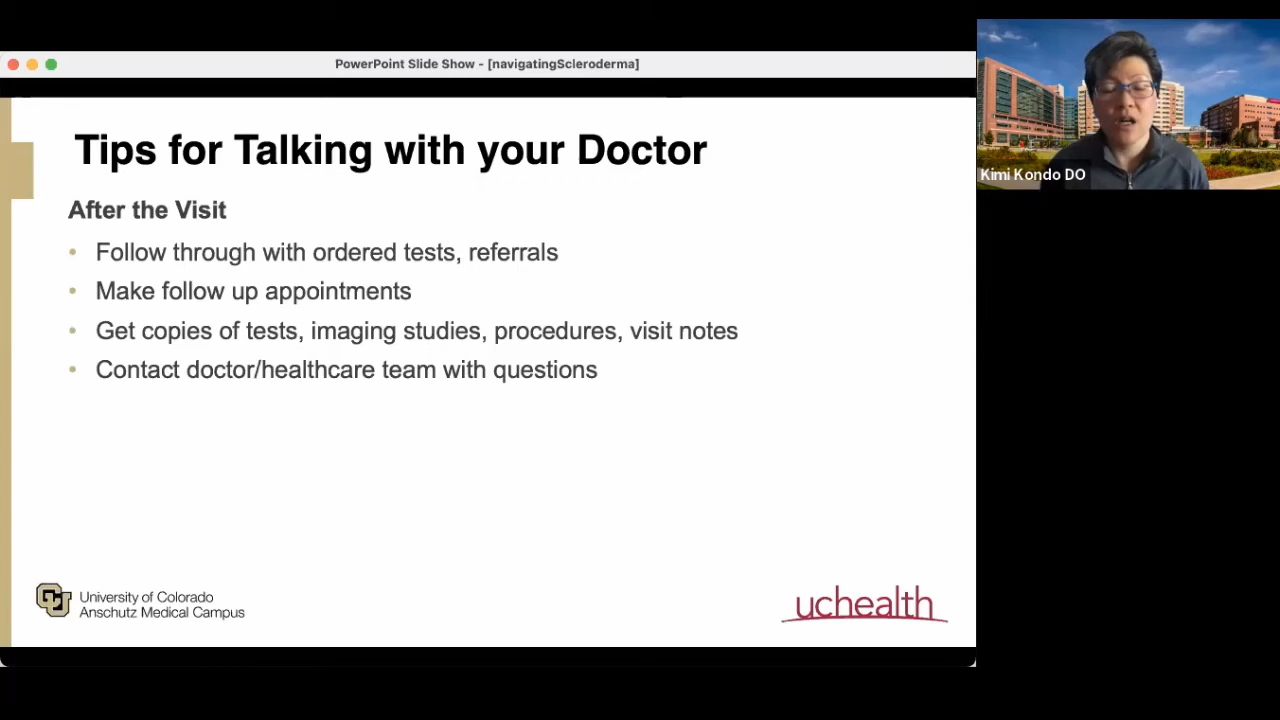 PowerPoint Slide Show - [navigatingScleroderma]
Tips for Talking with your Doctor
After the Visit
• Follow through with ordered tests, referrals
• Make follow up appointments
• Get copies of tests, imaging studies, procedures, visit notes
• Contact doctor/healthcare team with questions
University of Colorado
Anschutz Medical Campus
uchealth
Kimi Kondo DO